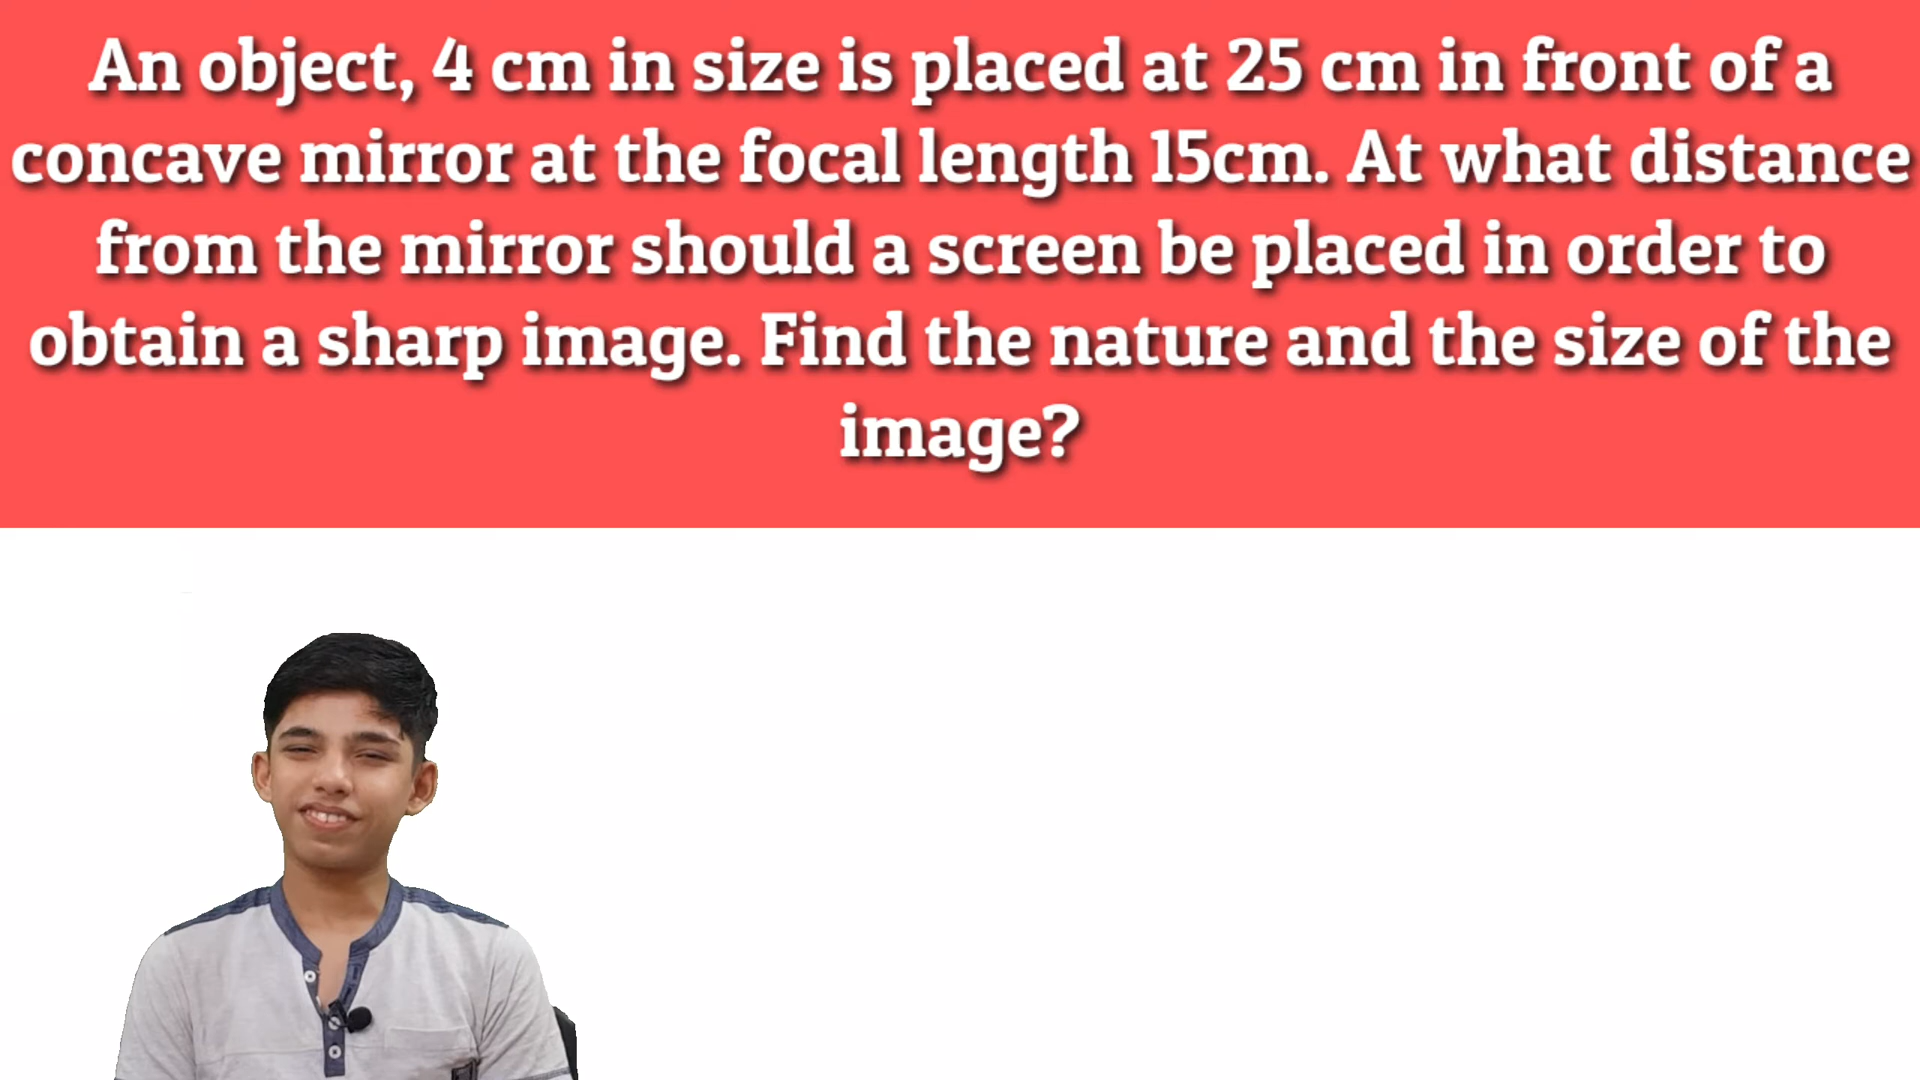 An object, 4 cm in size is placed at 25 cm in front of a
concave mirror at the focal length 15cm. At what distance
from the mirror should a screen be placed in order to
obtain a sharp image. Find the nature and the size of the
image?